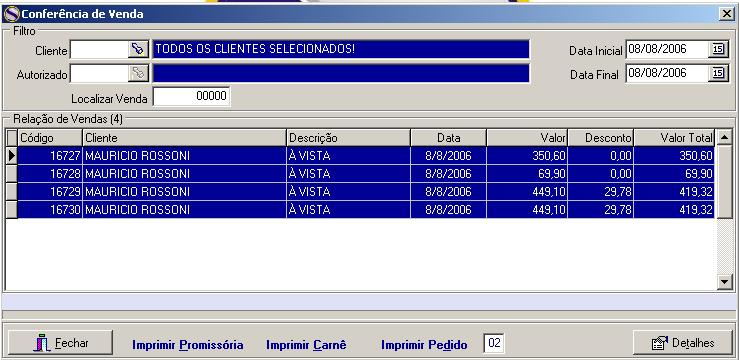 Conferência de Venda
Filtro
Cliente TODOS OS CLIENTES SELECIONADOS! Data Inicial 08/08/2006 15
Autorizado Data Final 08/08/2006 15
Localizar Venda 00000
Relação de Vendas (4)
Código Cliente Descrição Data Valor Desconto Valor Total
16727 MAURICIO ROSSONI À VISTA 8/8/2006 350,60 0,00 350,60
16728 MAURICIO ROSSONI À VISTA 8/8/2006 69,90 0,00 69,90
16729 MAURICIO ROSSONI À VISTA 8/8/2006 449,10 29,78 419,32
16730 MAURICIO ROSSONI À VISTA 8/8/2006 449,10 29,78 419,32
Fechar Imprimir Promissória Imprimir Carnê Imprimir Pedido 02 Detalhes